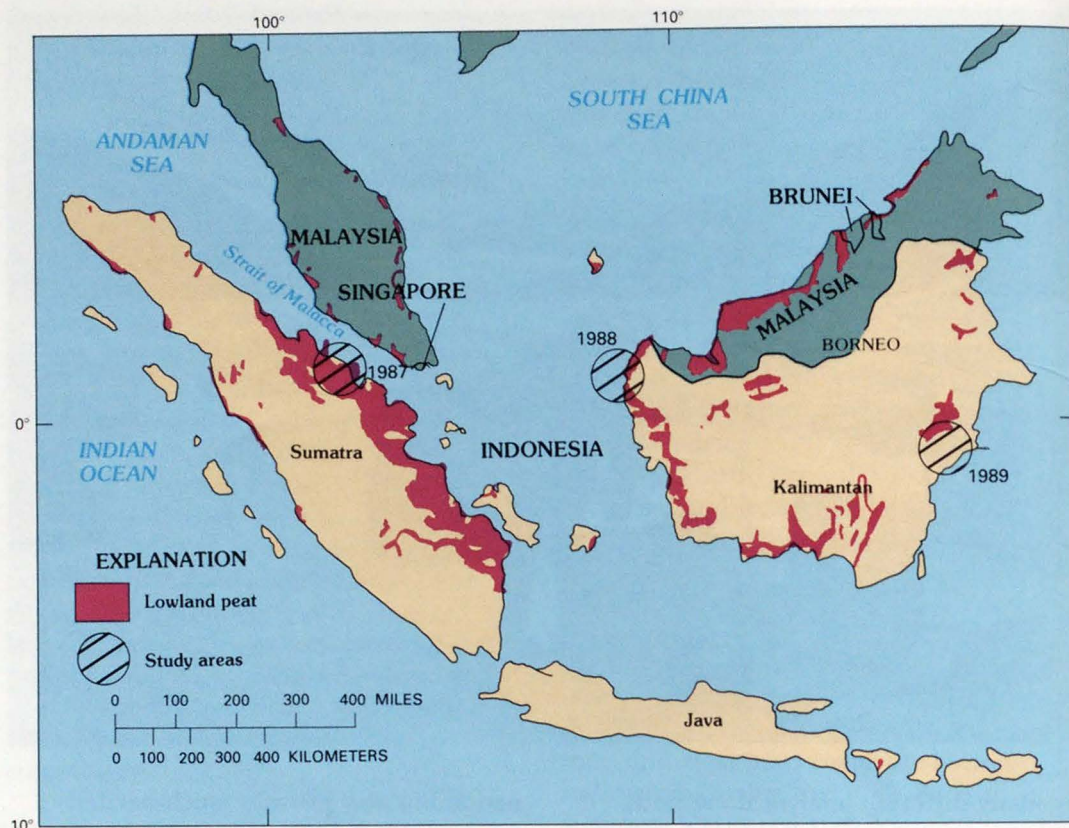 100°
110°
SOUTH CHINA
SEA
ANDAMAN
SEA
BRUNEI
MALAYSIA
Strait of Malacca
SINGAPORE
MALAYSIA
1988
BORNEO
1987
0°
INDIAN
OCEAN
Sumatra
INDONESIA
Kalimantan
1989
EXPLANATION
Lowland peat
Study areas
0 100 200 300 400 MILES
0 100 200 300 400 KILOMETERS
Java
10°